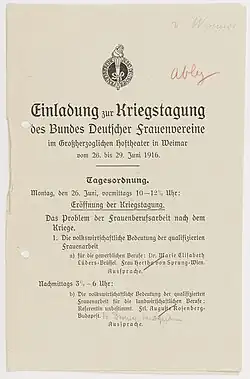 Einladung zur Kriegstagung
des Bundes Deutscher Frauenvereine
im Großherzoglichen Hoftheater in Weimar
vom 26. bis 29. Juni 1916.
Tagesordnung.
Montag, den 26. Juni, vormittags 10–12½ Uhr:
Eröffnung der Kriegstagung.
Das Problem der Frauenberufsarbeit nach dem
Kriege.
1. Die volkswirtschaftliche Bedeutung der qualifizierten
Frauenarbeit
a) für die gewerblichen Berufe: Dr. Marie Elisabeth
Lüders-Brüssel. Frau Hertha von Sprung-Wien.
Aussprache.
Nachmittags 3½–6 Uhr:
b) Die volkswirtschaftliche Bedeutung der qualifizierten
Frauenarbeit für die landwirtschaftlichen Berufe:
Referentin unbestimmt. Frl. Auguste Rosenberg-
Budapest.
Aussprache.